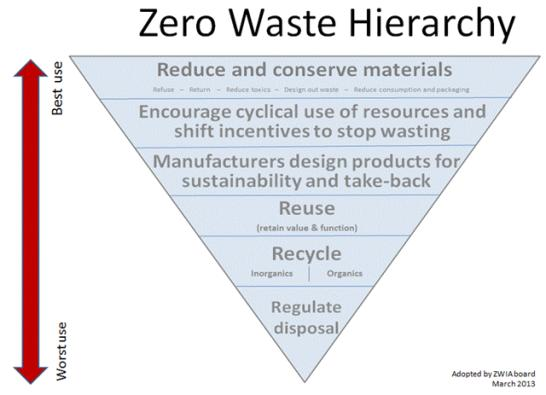 Zero Waste Hierarchy
Best use
Reduce and conserve materials
Refuse – Return – Reduce toxics – Design out waste – Reduce consumption and packaging
Encourage cyclical use of resources and
shift incentives to stop wasting
Manufacturers design products for
sustainability and take-back
Reuse
(retain value & function)
Recycle
Inorganics | Organics
Regulate
disposal
Worst use
Adopted by ZWIA board
March 2013